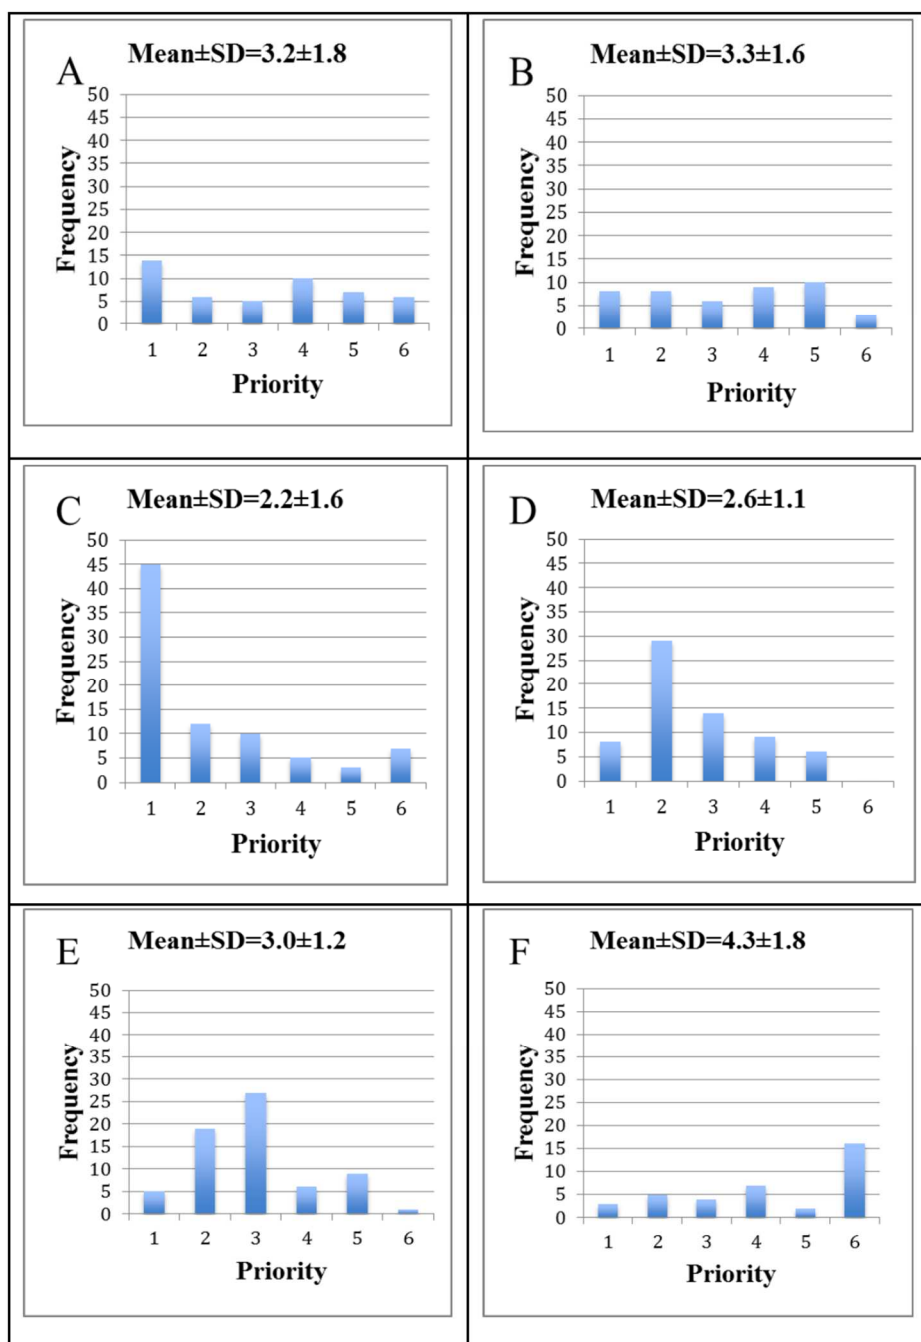 A
Mean±SD=3.2±1.8
Frequency
50
45
40
35
30
25
20
15
10
5
0
1 2 3 4 5 6
Priority
B
Mean±SD=3.3±1.6
Frequency
50
45
40
35
30
25
20
15
10
5
0
1 2 3 4 5 6
Priority
C
Mean±SD=2.2±1.6
Frequency
50
45
40
35
30
25
20
15
10
5
0
1 2 3 4 5 6
Priority
D
Mean±SD=2.6±1.1
Frequency
50
45
40
35
30
25
20
15
10
5
0
1 2 3 4 5 6
Priority
E
Mean±SD=3.0±1.2
Frequency
50
45
40
35
30
25
20
15
10
5
0
1 2 3 4 5 6
Priority
F
Mean±SD=4.3±1.8
Frequency
50
45
40
35
30
25
20
15
10
5
0
1 2 3 4 5 6
Priority